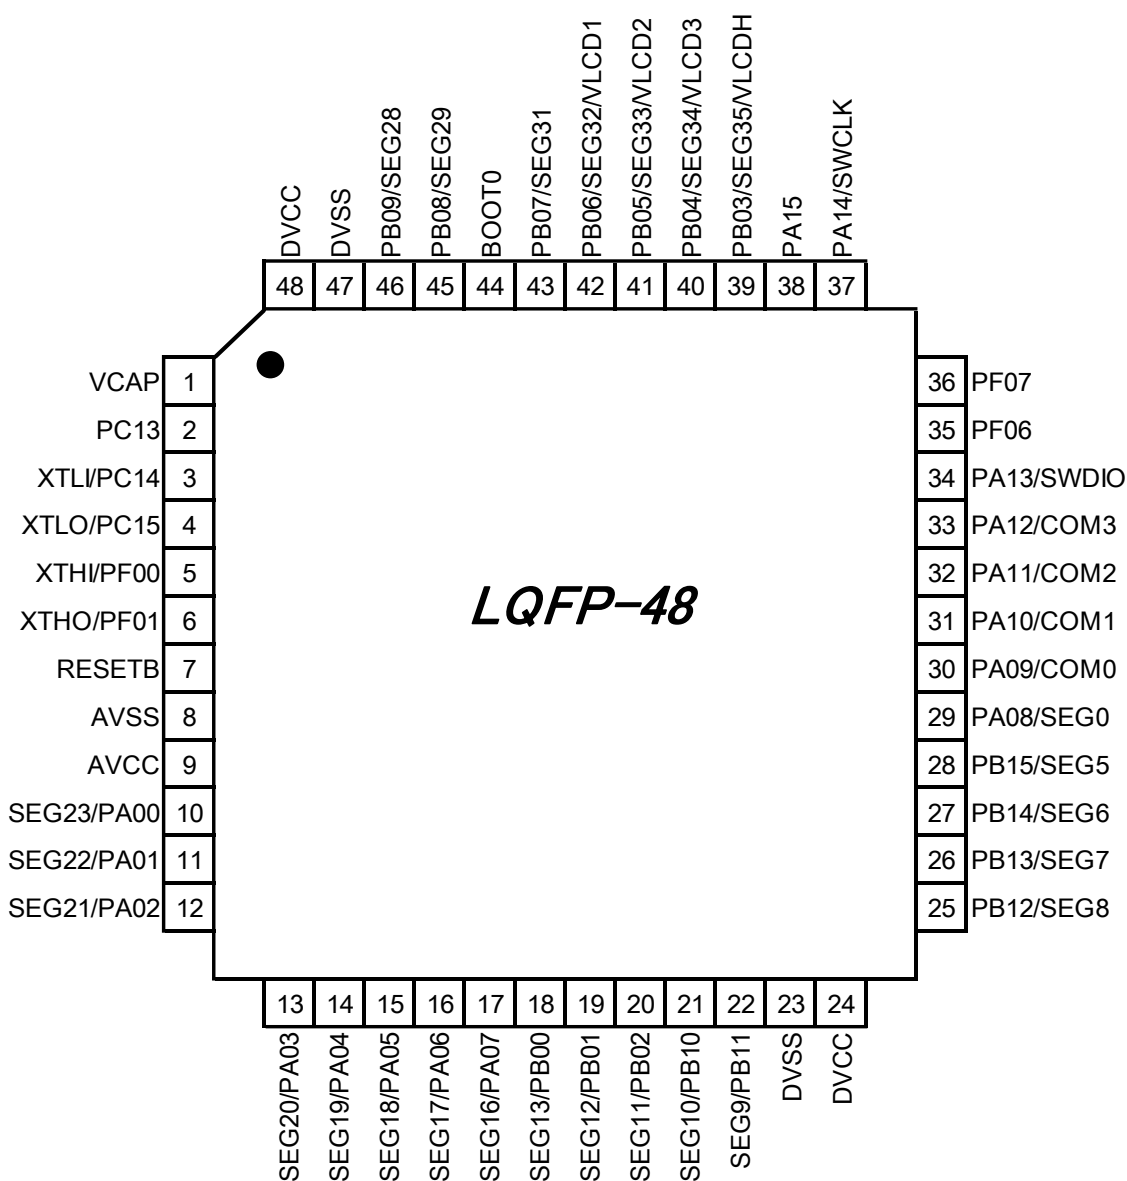 DVCC
DVSS
PB09/SEG28
PB08/SEG29
BOOT0
PB07/SEG31
PB06/SEG32/VLCD1
PB05/SEG33/VLCD2
PB04/SEG34/VLCD3
PB03/SEG35/VLCDH
PA15
PA14/SWCLK
48 47 46 45 44 43 42 41 40 39 38 37
VCAP 1
PC13 2
XTLI/PC14 3
XTLO/PC15 4
XTHI/PF00 5
XTHO/PF01 6
RESETB 7
AVSS 8
AVCC 9
SEG23/PA00 10
SEG22/PA01 11
SEG21/PA02 12
LQFP-48
36 PF07
35 PF06
34 PA13/SWDIO
33 PA12/COM3
32 PA11/COM2
31 PA10/COM1
30 PA09/COM0
29 PA08/SEG0
28 PB15/SEG5
27 PB14/SEG6
26 PB13/SEG7
25 PB12/SEG8
13 14 15 16 17 18 19 20 21 22 23 24
SEG20/PA03
SEG19/PA04
SEG18/PA05
SEG17/PA06
SEG16/PA07
SEG13/PB00
SEG12/PB01
SEG11/PB02
SEG10/PB10
SEG9/PB11
DVSS
DVCC